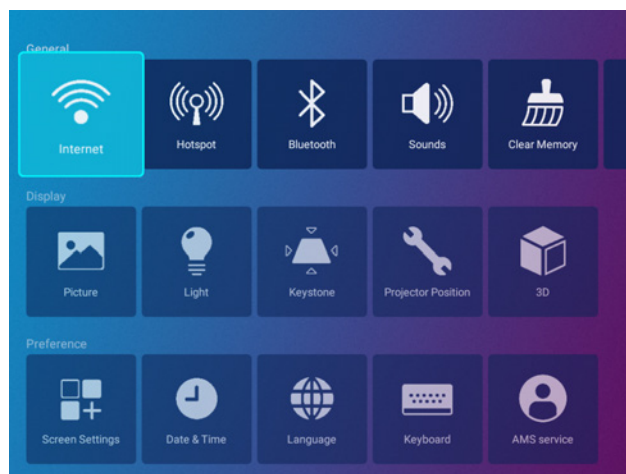 General
Internet
Hotspot
Bluetooth
Sounds
Clear Memory
Display
Picture
Light
Keystone
Projector Position
3D
Preference
Screen Settings
Date & Time
Language
Keyboard
AMS service